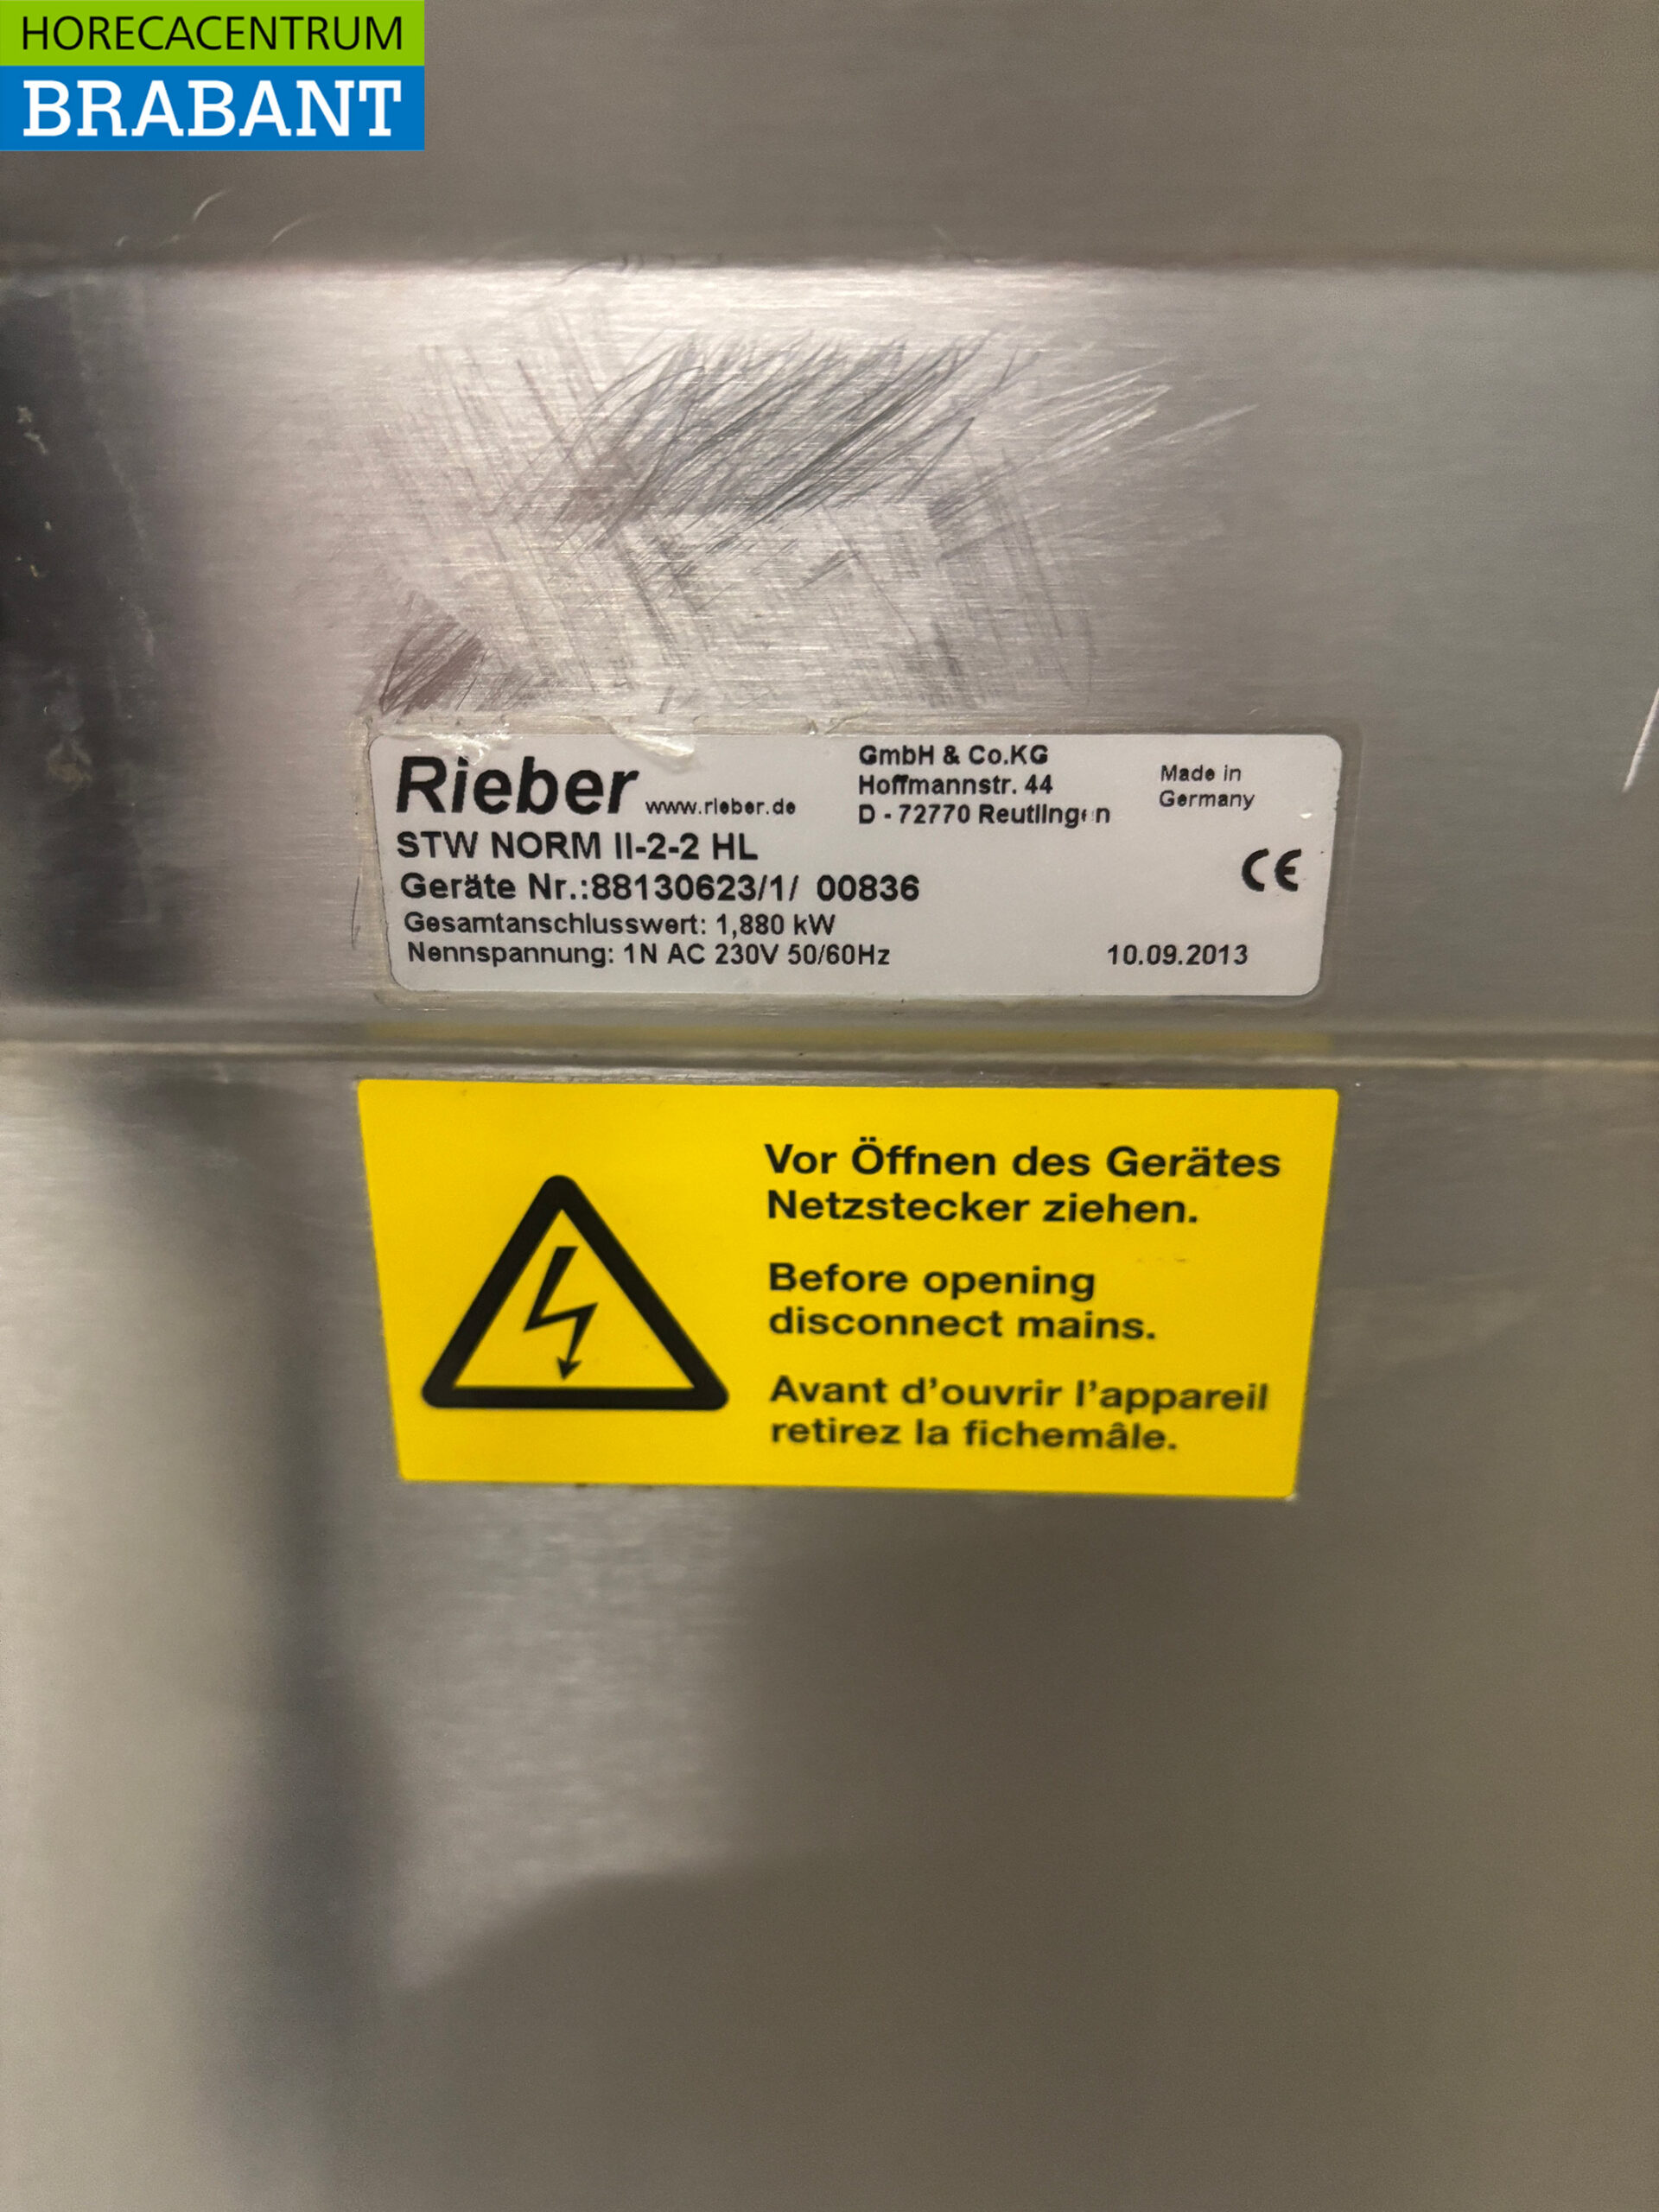 HORECACENTRUM
BRABANT
Rieber www.rieber.de
GmbH & Co.KG
Hoffmannstr. 44
D - 72770 Reutlingen
Made in
Germany
STW NORM II-2-2 HL
Geräte Nr.:88130623/1/ 00836
CE
Gesamtanschlusswert: 1,880 kW
Nennspannung: 1N AC 230V 50/60Hz
10.09.2013
Vor Öffnen des Gerätes
Netzstecker ziehen.
Before opening
disconnect mains.
Avant d'ouvrir l'appareil
retirez la fichemâle.